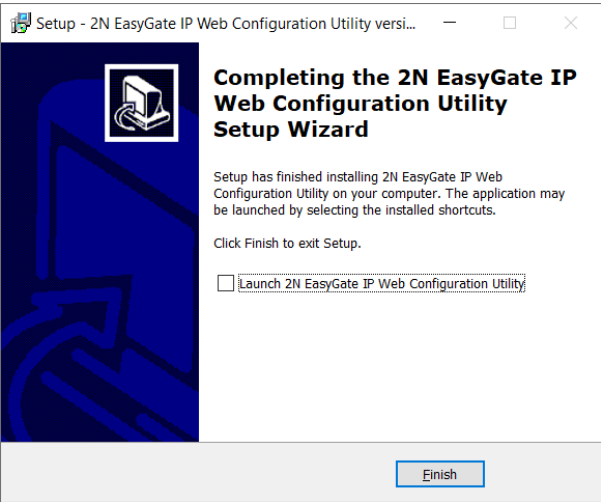 Setup - 2N EasyGate IP Web Configuration Utility versi...
Completing the 2N EasyGate IP
Web Configuration Utility
Setup Wizard
Setup has finished installing 2N EasyGate IP Web
Configuration Utility on your computer. The application may
be launched by selecting the installed shortcuts.
Click Finish to exit Setup.
Launch 2N EasyGate IP Web Configuration Utility
Finish